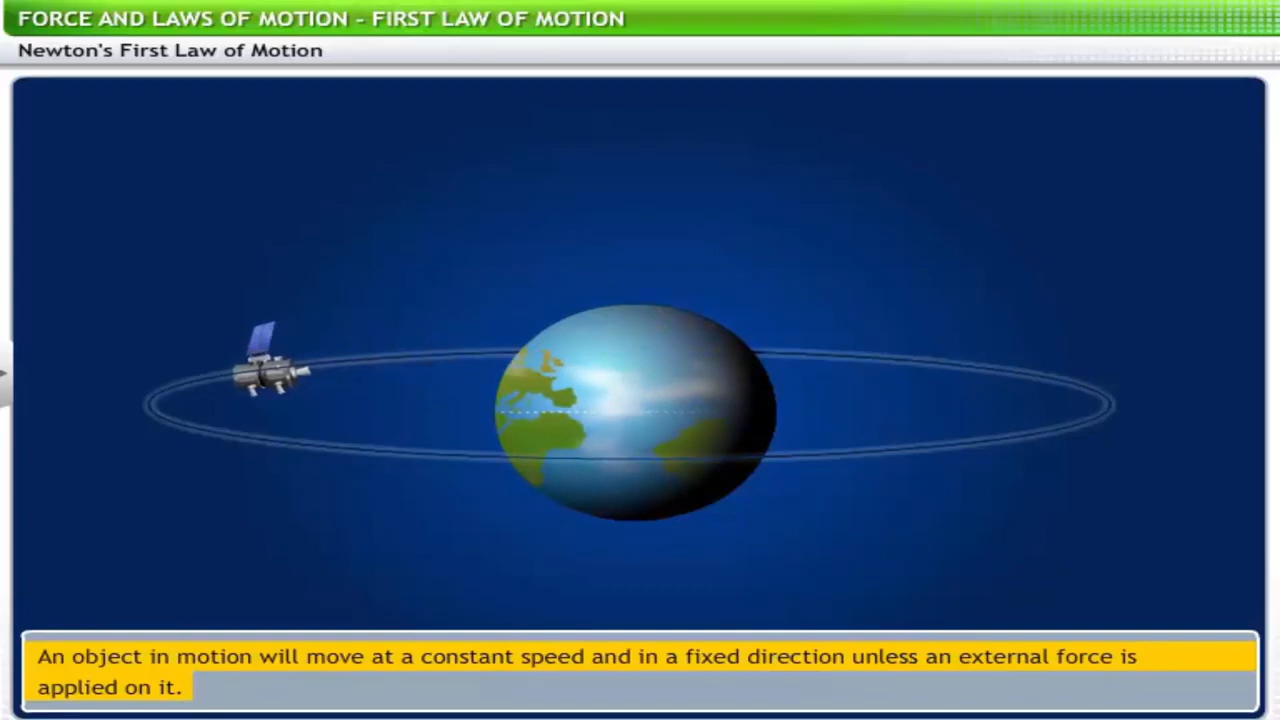 FORCE AND LAWS OF MOTION - FIRST LAW OF MOTION
Newton's First Law of Motion
An object in motion will move at a constant speed and in a fixed direction unless an external force is
applied on it.